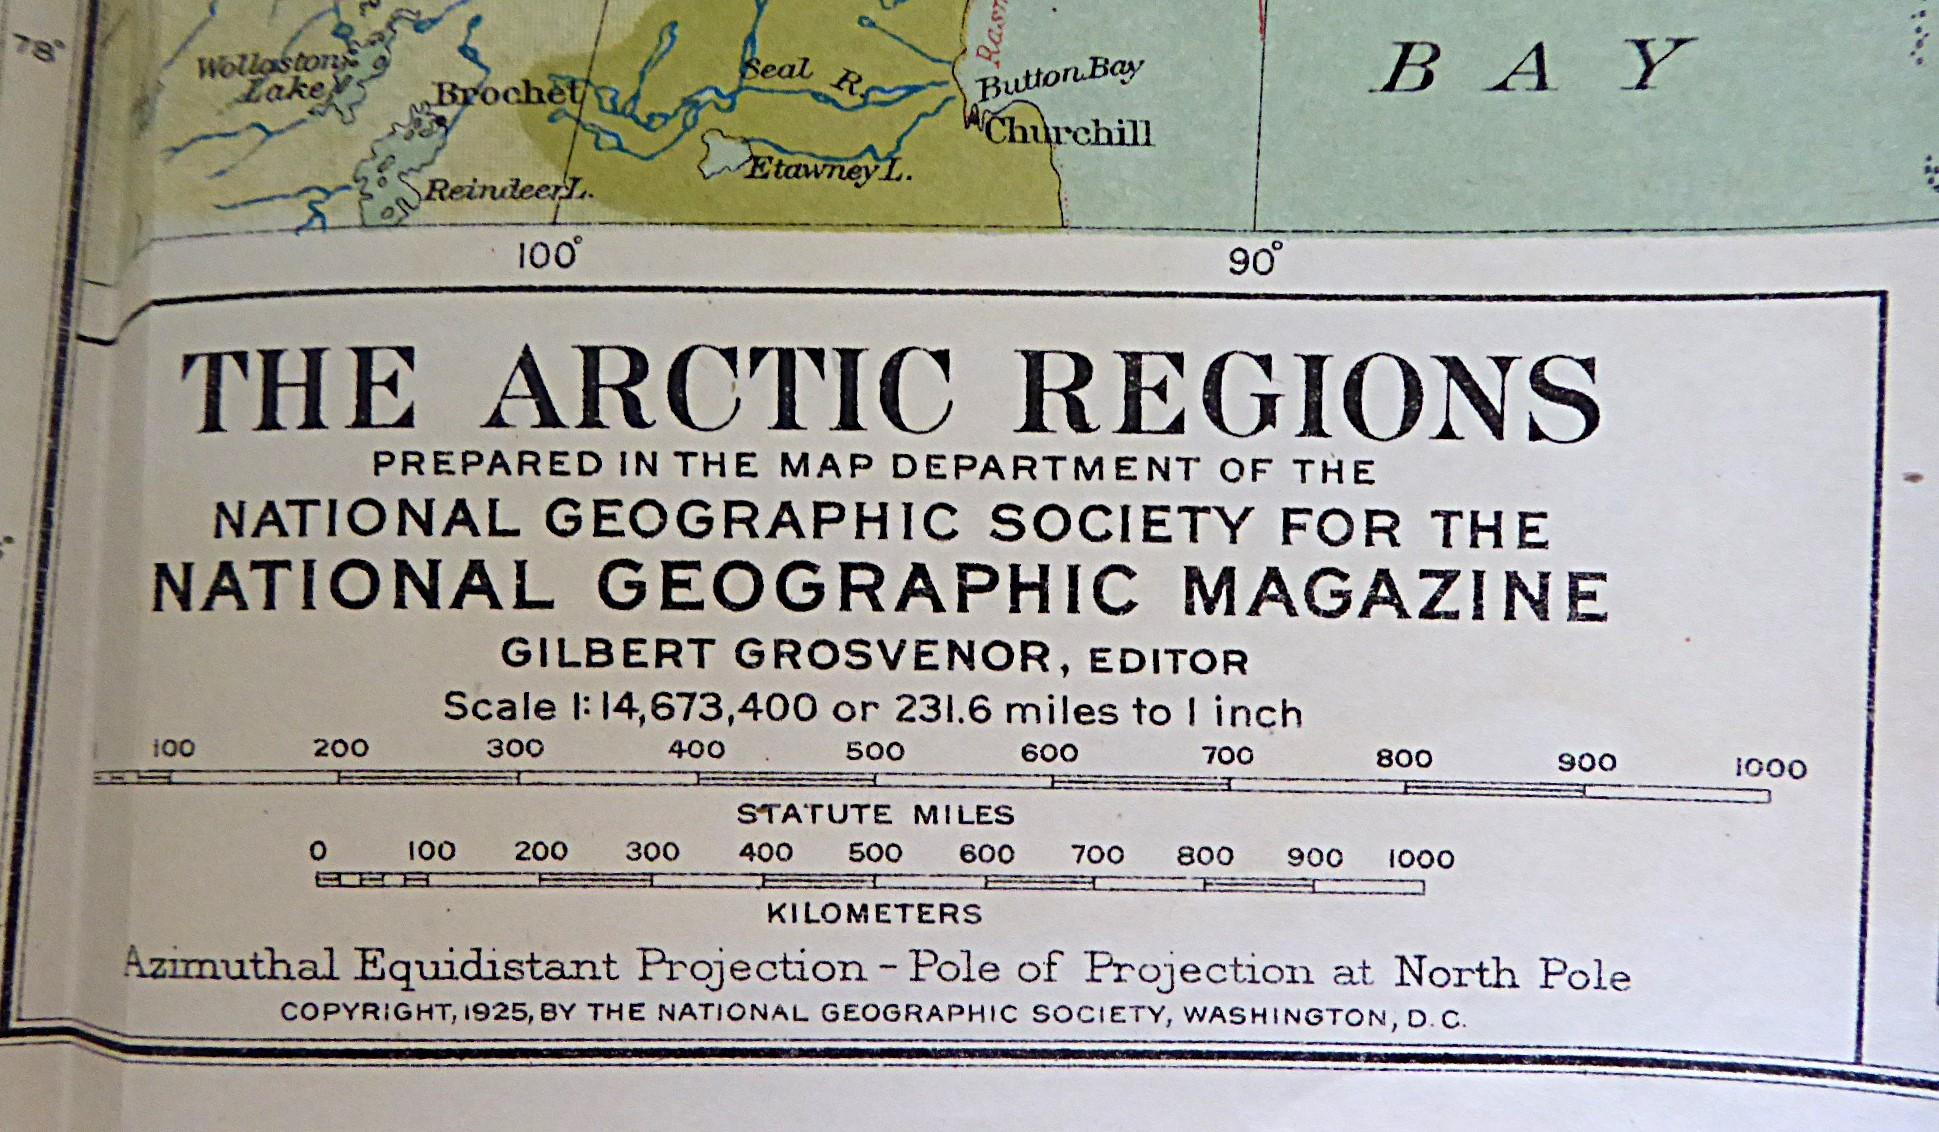 78°
Wollaston
Lake
Brochet
Seal R.
Button Bay
Churchill
Etawney L.
Reindeer L.
BAY
100°
90°
THE ARCTIC REGIONS
PREPARED IN THE MAP DEPARTMENT OF THE
NATIONAL GEOGRAPHIC SOCIETY FOR THE
NATIONAL GEOGRAPHIC MAGAZINE
GILBERT GROSVENOR, EDITOR
Scale 1:14,673,400 or 231.6 miles to 1 inch
100 200 300 400 500 600 700 800 900 1000
STATUTE MILES
0 100 200 300 400 500 600 700 800 900 1000
KILOMETERS
Azimuthal Equidistant Projection - Pole of Projection at North Pole
COPYRIGHT, 1925, BY THE NATIONAL GEOGRAPHIC SOCIETY, WASHINGTON, D.C.